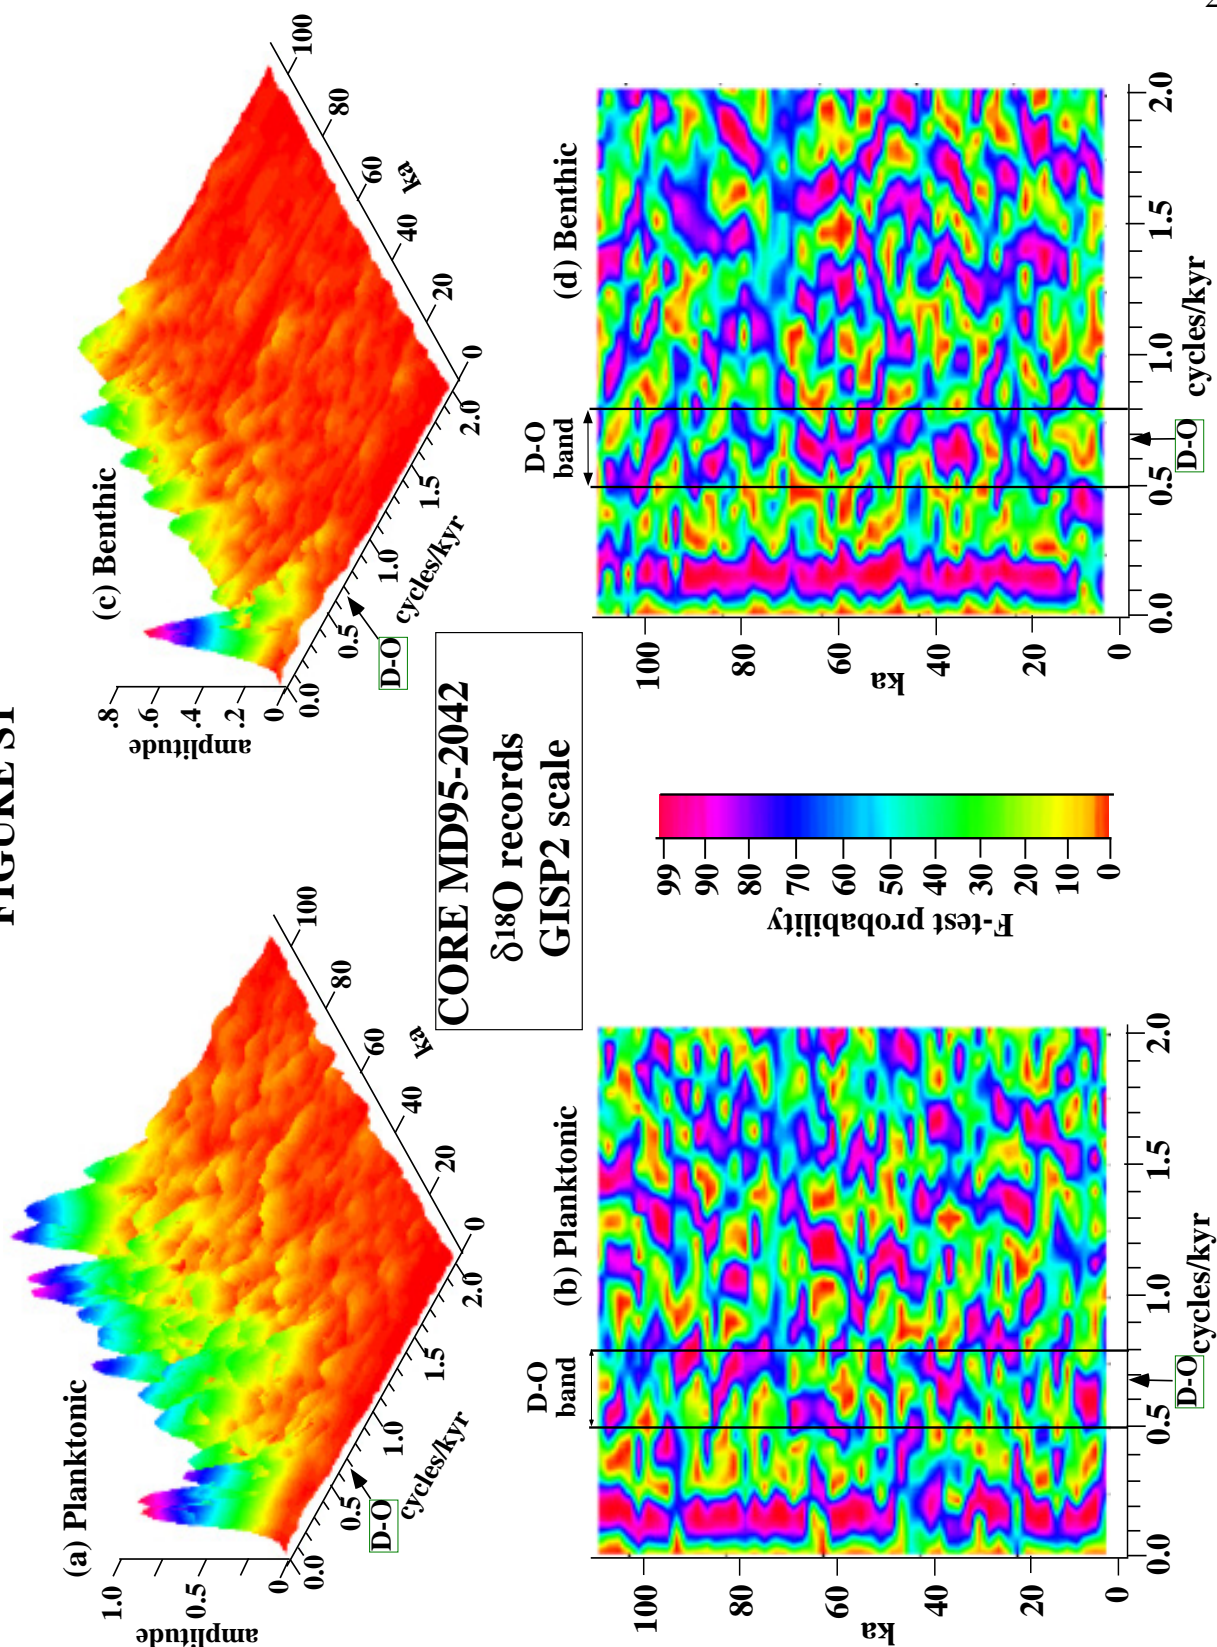 2
FIGURE S1
(a) Planktonic
amplitude
1.0
0.5
0
0.0
0.5
1.0
1.5
2.0
D-O
cycles/kyr
0
20
40
60
80
100
ka
(c) Benthic
amplitude
.8
.6
.4
.2
0
0.0
0.5
1.0
1.5
2.0
D-O
cycles/kyr
0
20
40
60
80
100
ka
CORE MD95-2042
δ18O records
GISP2 scale
(b) Planktonic
D-O
band
ka
100
80
60
40
20
0
0.0
0.5
1.0
1.5
2.0
D-O
cycles/kyr
F-test probability
99
90
80
70
60
50
40
30
20
10
0
(d) Benthic
D-O
band
ka
100
80
60
40
20
0
0.0
0.5
1.0
1.5
2.0
D-O
cycles/kyr